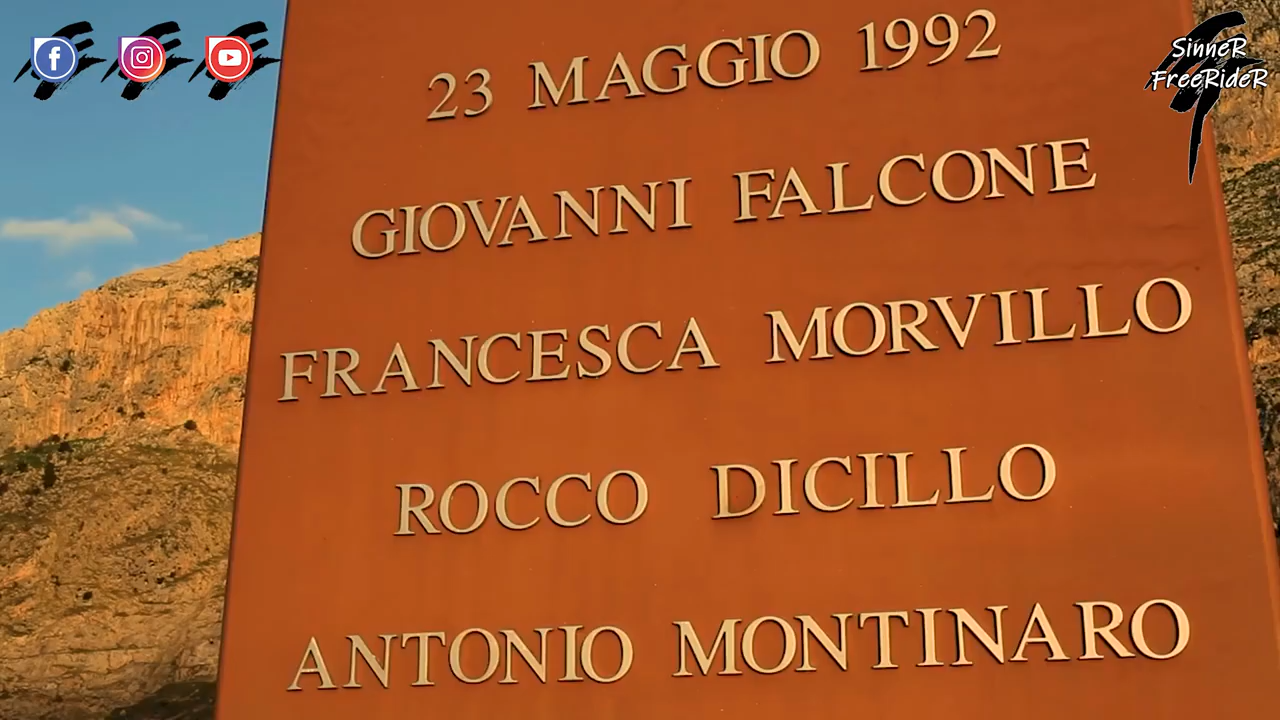 SinneR
FreeRideR
23 MAGGIO 1992
GIOVANNI FALCONE
FRANCESCA MORVILLO
ROCCO DICILLO
ANTONIO MONTINARO